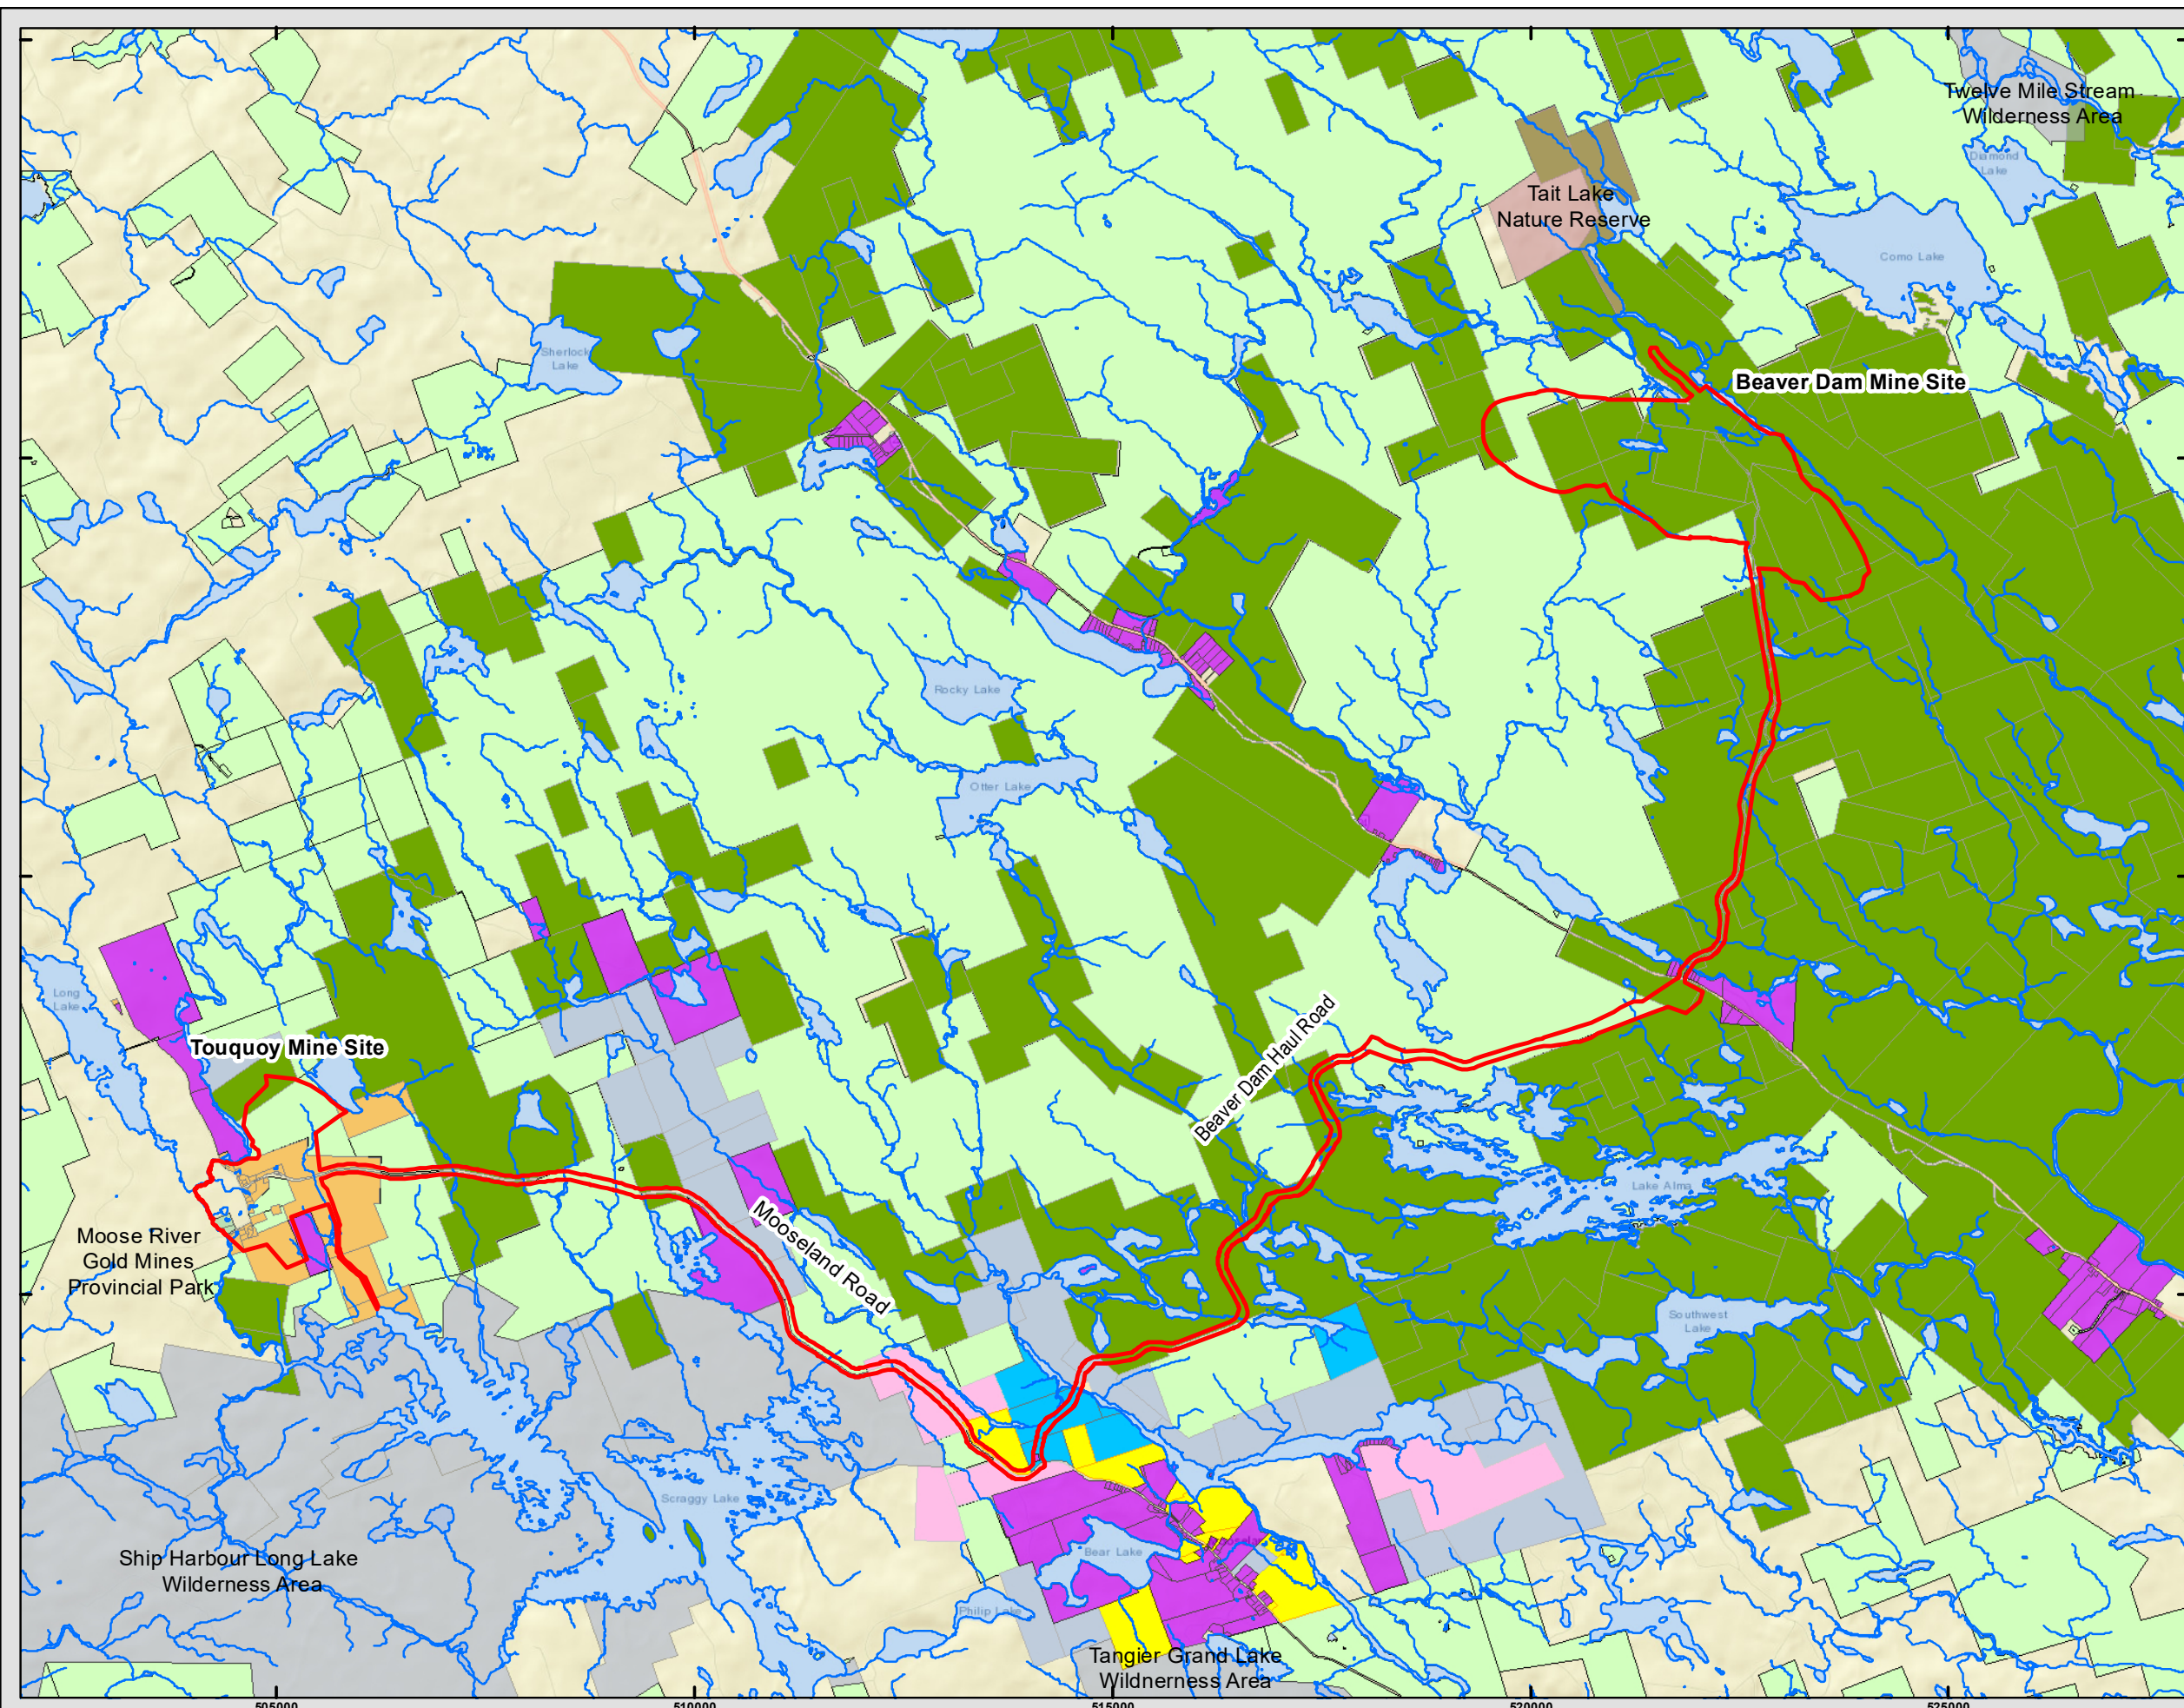 Twelve Mile Stream
Wilderness Area
Diamond
Lake
Tait Lake
Nature Reserve
Como Lake
Sherlock
Lake
Beaver Dam Mine Site
Rocky Lake
Otter Lake
Long
Lake
Touquoy Mine Site
Beaver Dam Haul Road
Lake Alma
Mooseland Road
Moose River
Gold Mines
Provincial Park
Southwest
Lake
Scraggy Lake
Ship Harbour Long Lake
Wilderness Area
Bear Lake
Philip Lake
Tangier Grand Lake
Wildnerness Area
505000
510000
515000
520000
525000